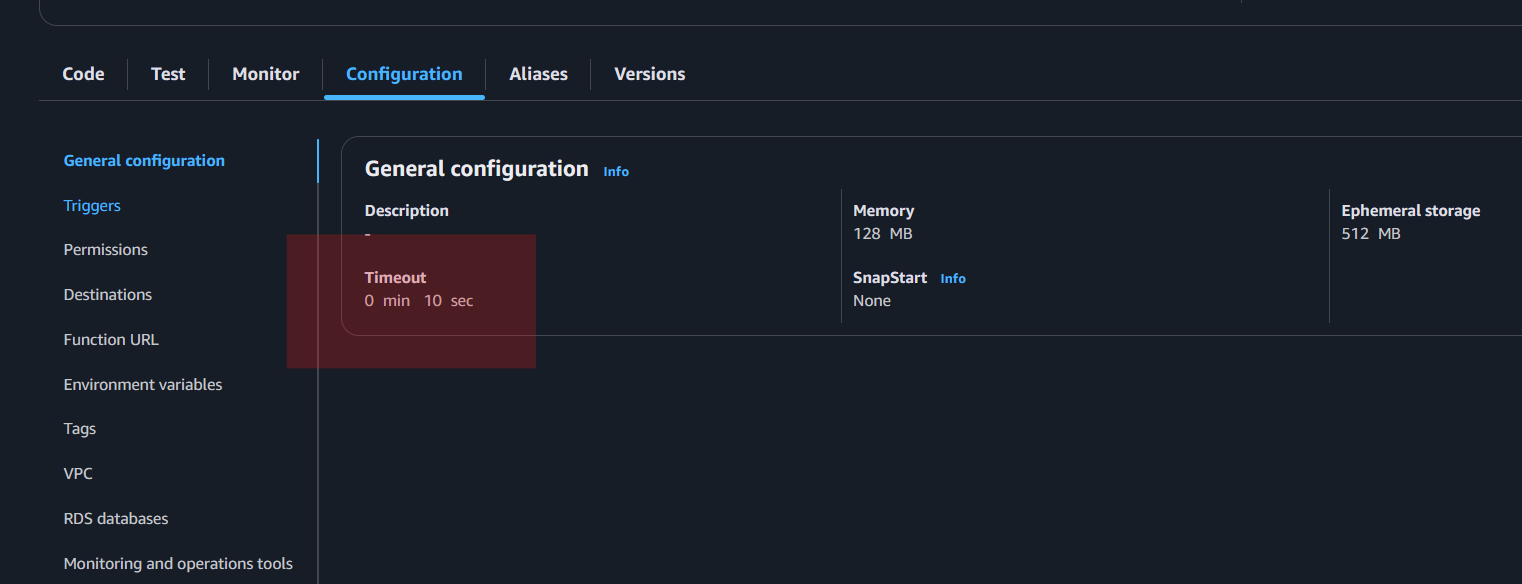 Code Test Monitor Configuration Aliases Versions
General configuration
Triggers
Permissions
Destinations
Function URL
Environment variables
Tags
VPC
RDS databases
Monitoring and operations tools
General configuration Info
Description
-
Timeout
0 min 10 sec
Memory
128 MB
SnapStart Info
None
Ephemeral storage
512 MB